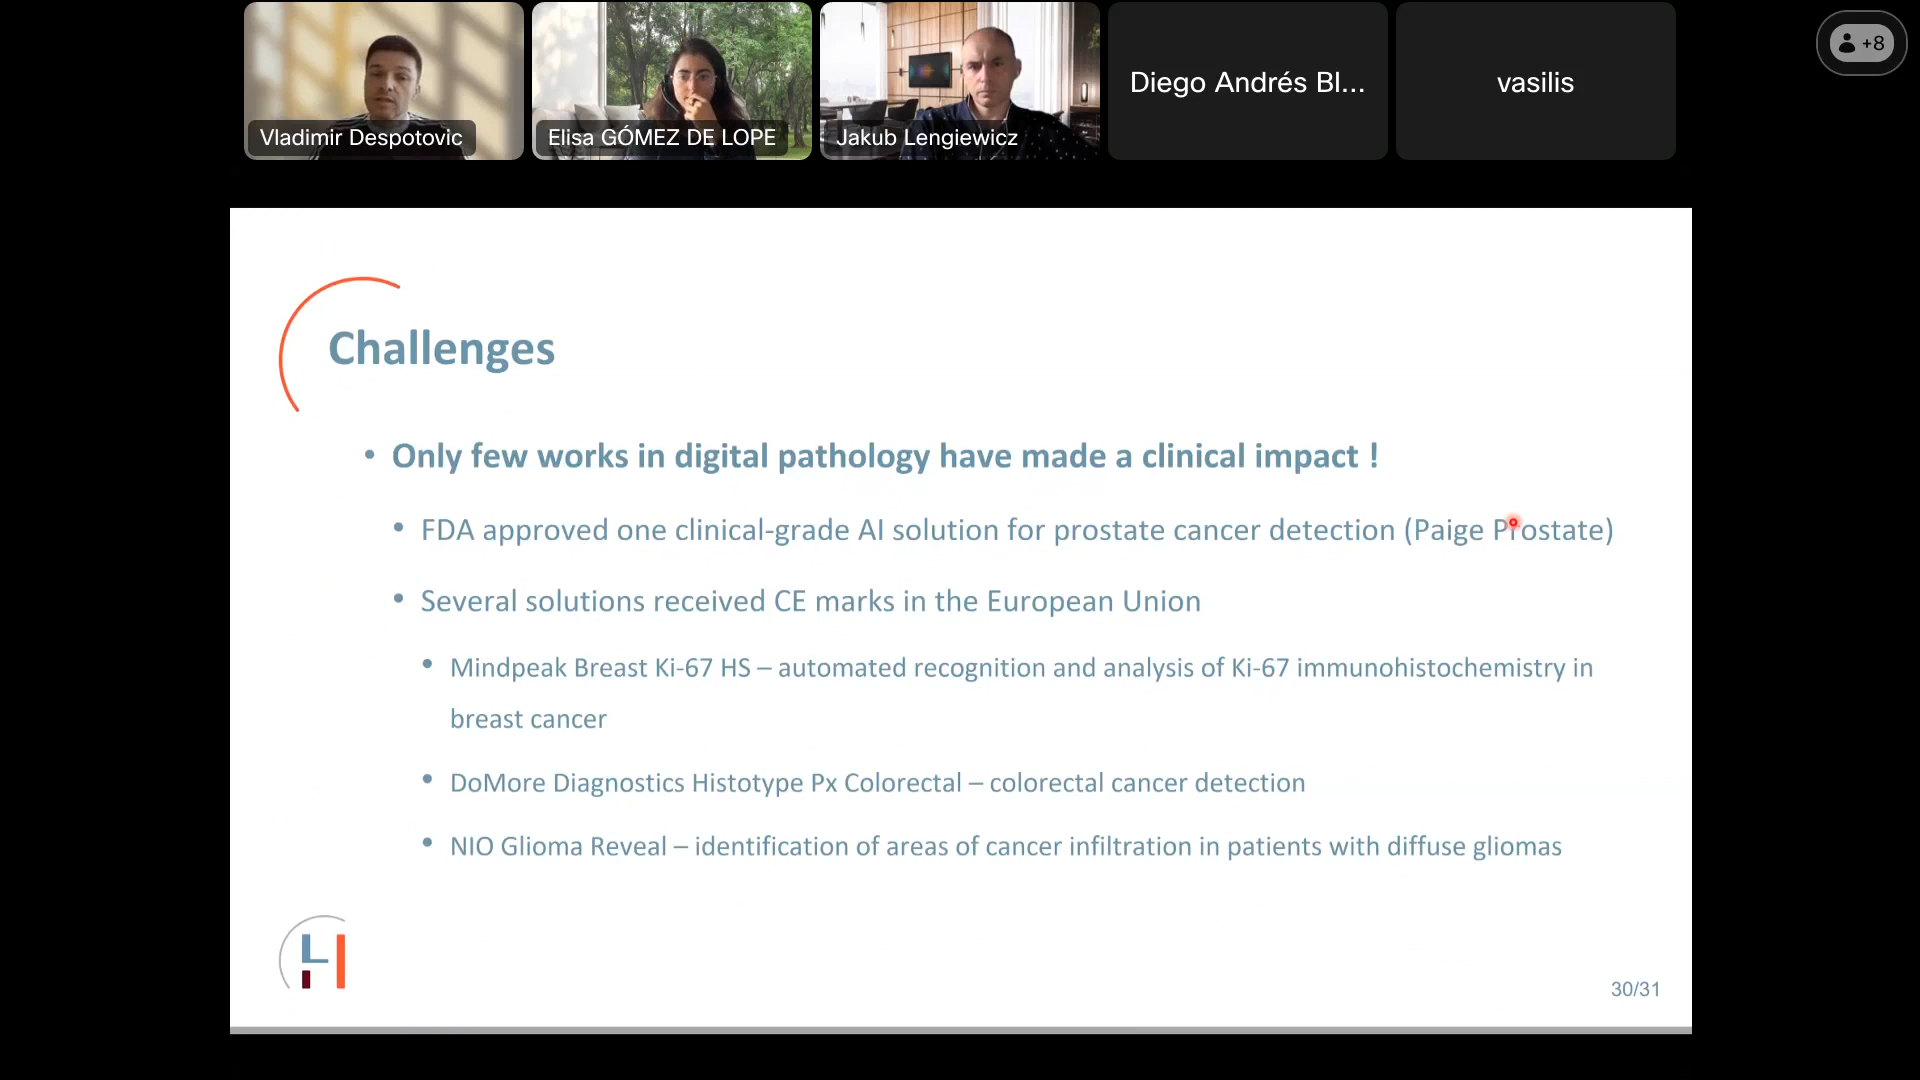 Vladimir Despotovic
Elisa GÓMEZ DE LOPE
Jakub Lengiewicz
Diego Andrés Bl...
vasilis
+8
Challenges
• Only few works in digital pathology have made a clinical impact !
• FDA approved one clinical-grade AI solution for prostate cancer detection (Paige Prostate)
• Several solutions received CE marks in the European Union
• Mindpeak Breast Ki-67 HS – automated recognition and analysis of Ki-67 immunohistochemistry in
breast cancer
• DoMore Diagnostics Histotype Px Colorectal – colorectal cancer detection
• NIO Glioma Reveal – identification of areas of cancer infiltration in patients with diffuse gliomas
30/31